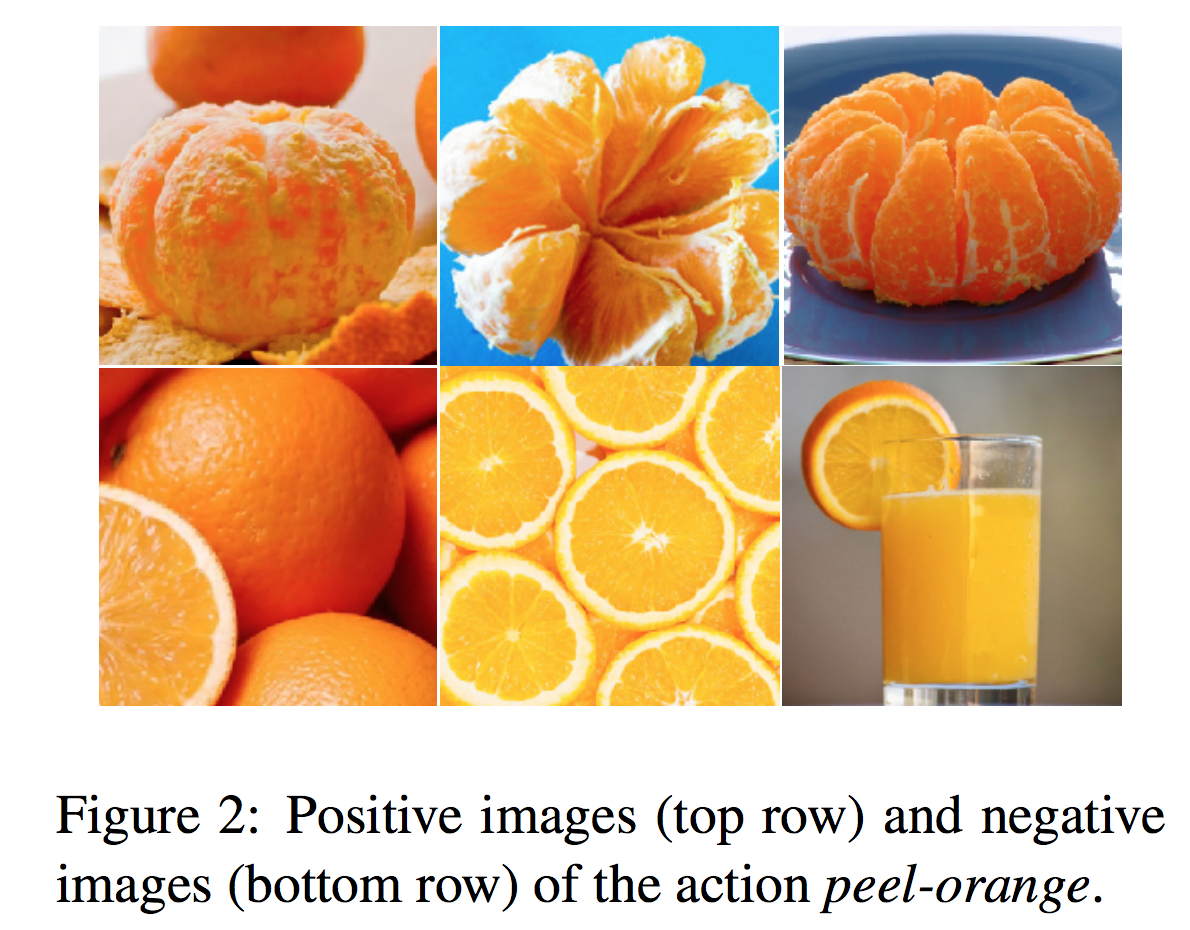 Figure 2: Positive images (top row) and negative
images (bottom row) of the action peel-orange.